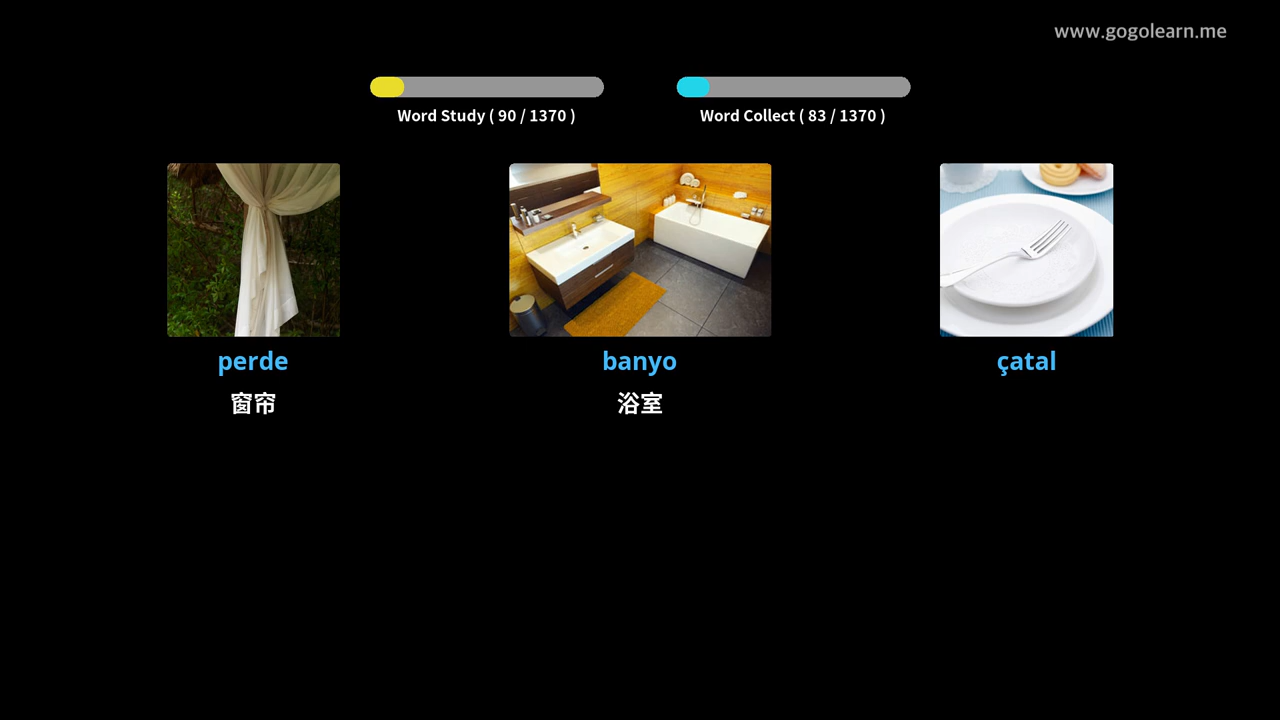 www.gogolearn.me
Word Study ( 90 / 1370 )
Word Collect ( 83 / 1370 )
perde
banyo
çatal
窗帘
浴室